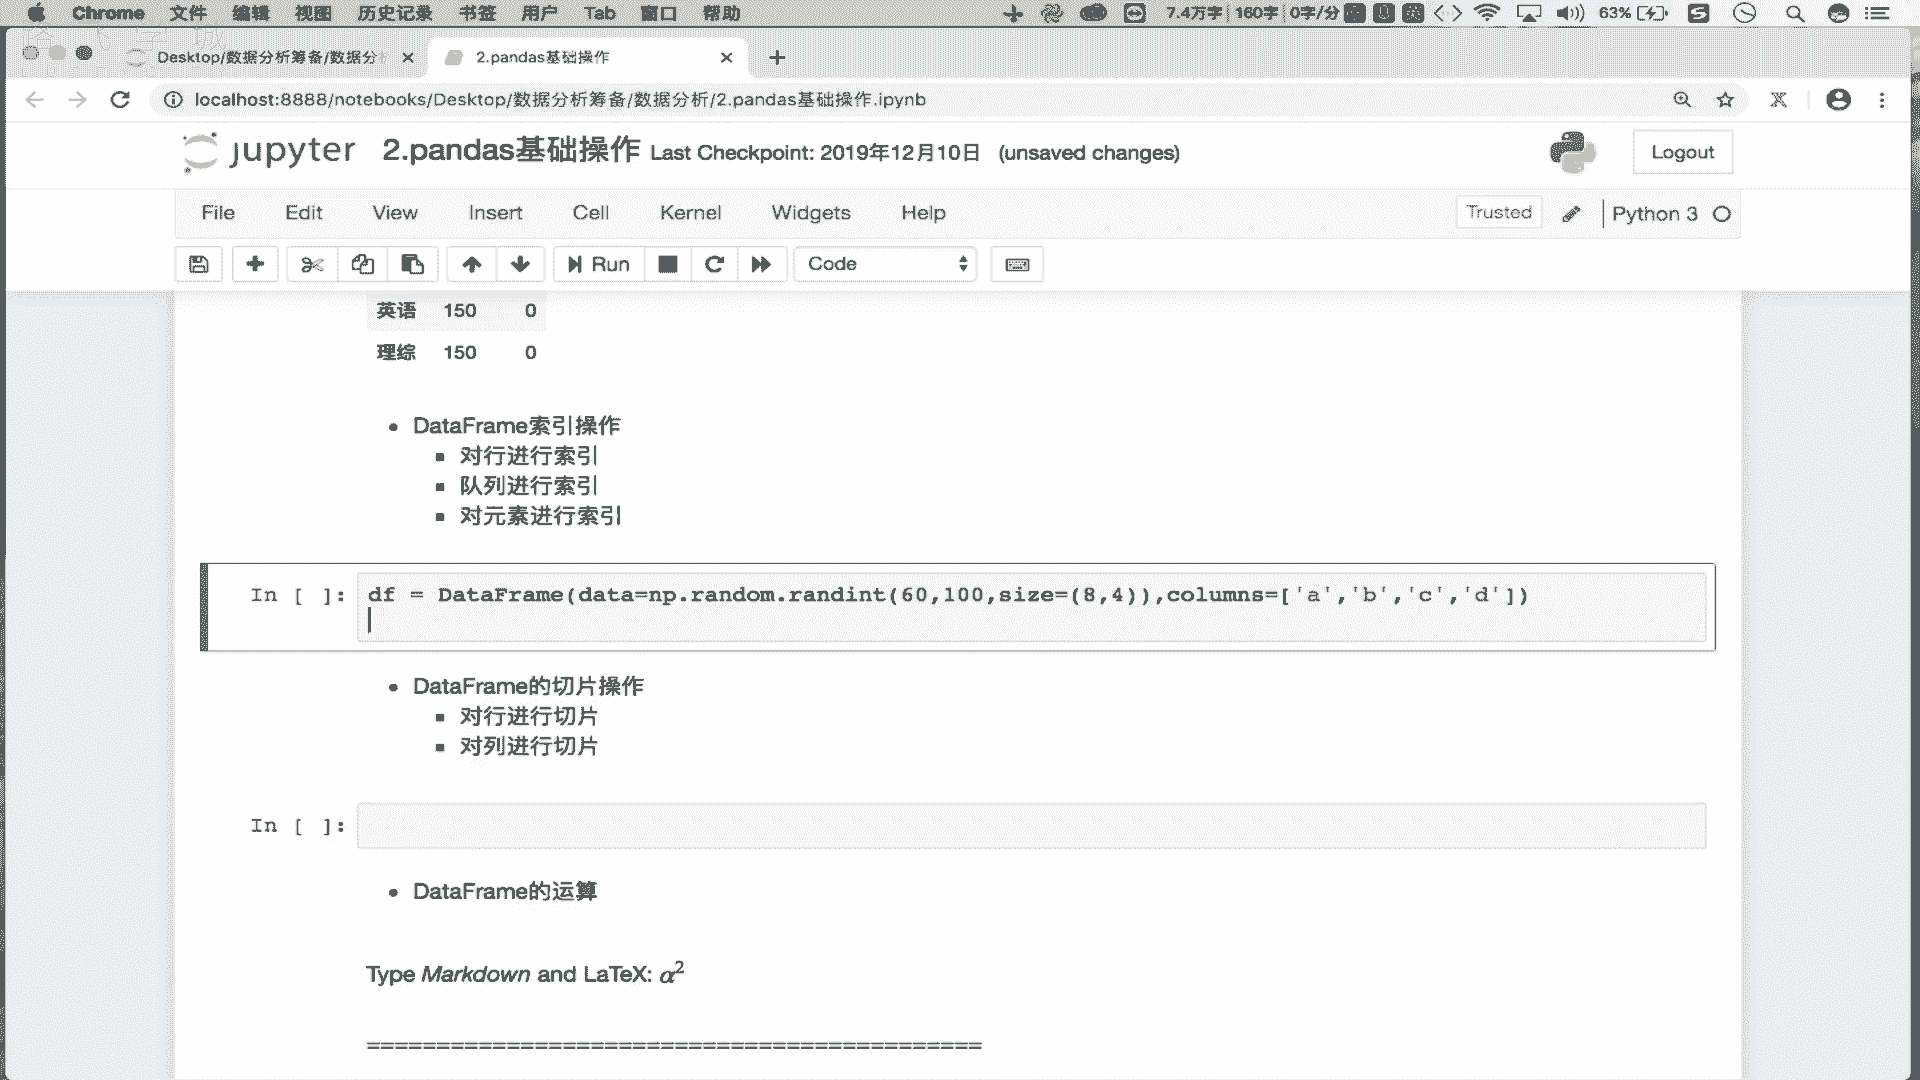 Chrome 文件 编辑 视图 历史记录 书签 用户 Tab 窗口 帮助 7.4万字 160字 0字/分 63%
Desktop/数据分析筹备/数据分析 2.pandas基础操作
localhost:8888/notebooks/Desktop/数据分析筹备/数据分析/2.pandas基础操作.ipynb
jupyter 2.pandas基础操作 Last Checkpoint: 2019年12月10日 (unsaved changes) Logout
File Edit View Insert Cell Kernel Widgets Help Trusted Python 3
Run Code
英语 150 0
理综 150 0
DataFrame索引操作
对行进行索引
队列进行索引
对元素进行索引
In [ ]: df = DataFrame(data=np.random.randint(60,100,size=(8,4)),columns=['a','b','c','d'])
DataFrame的切片操作
对行进行切片
对列进行切片
In [ ]:
DataFrame的运算
Type Markdown and LaTeX: α²
============================================